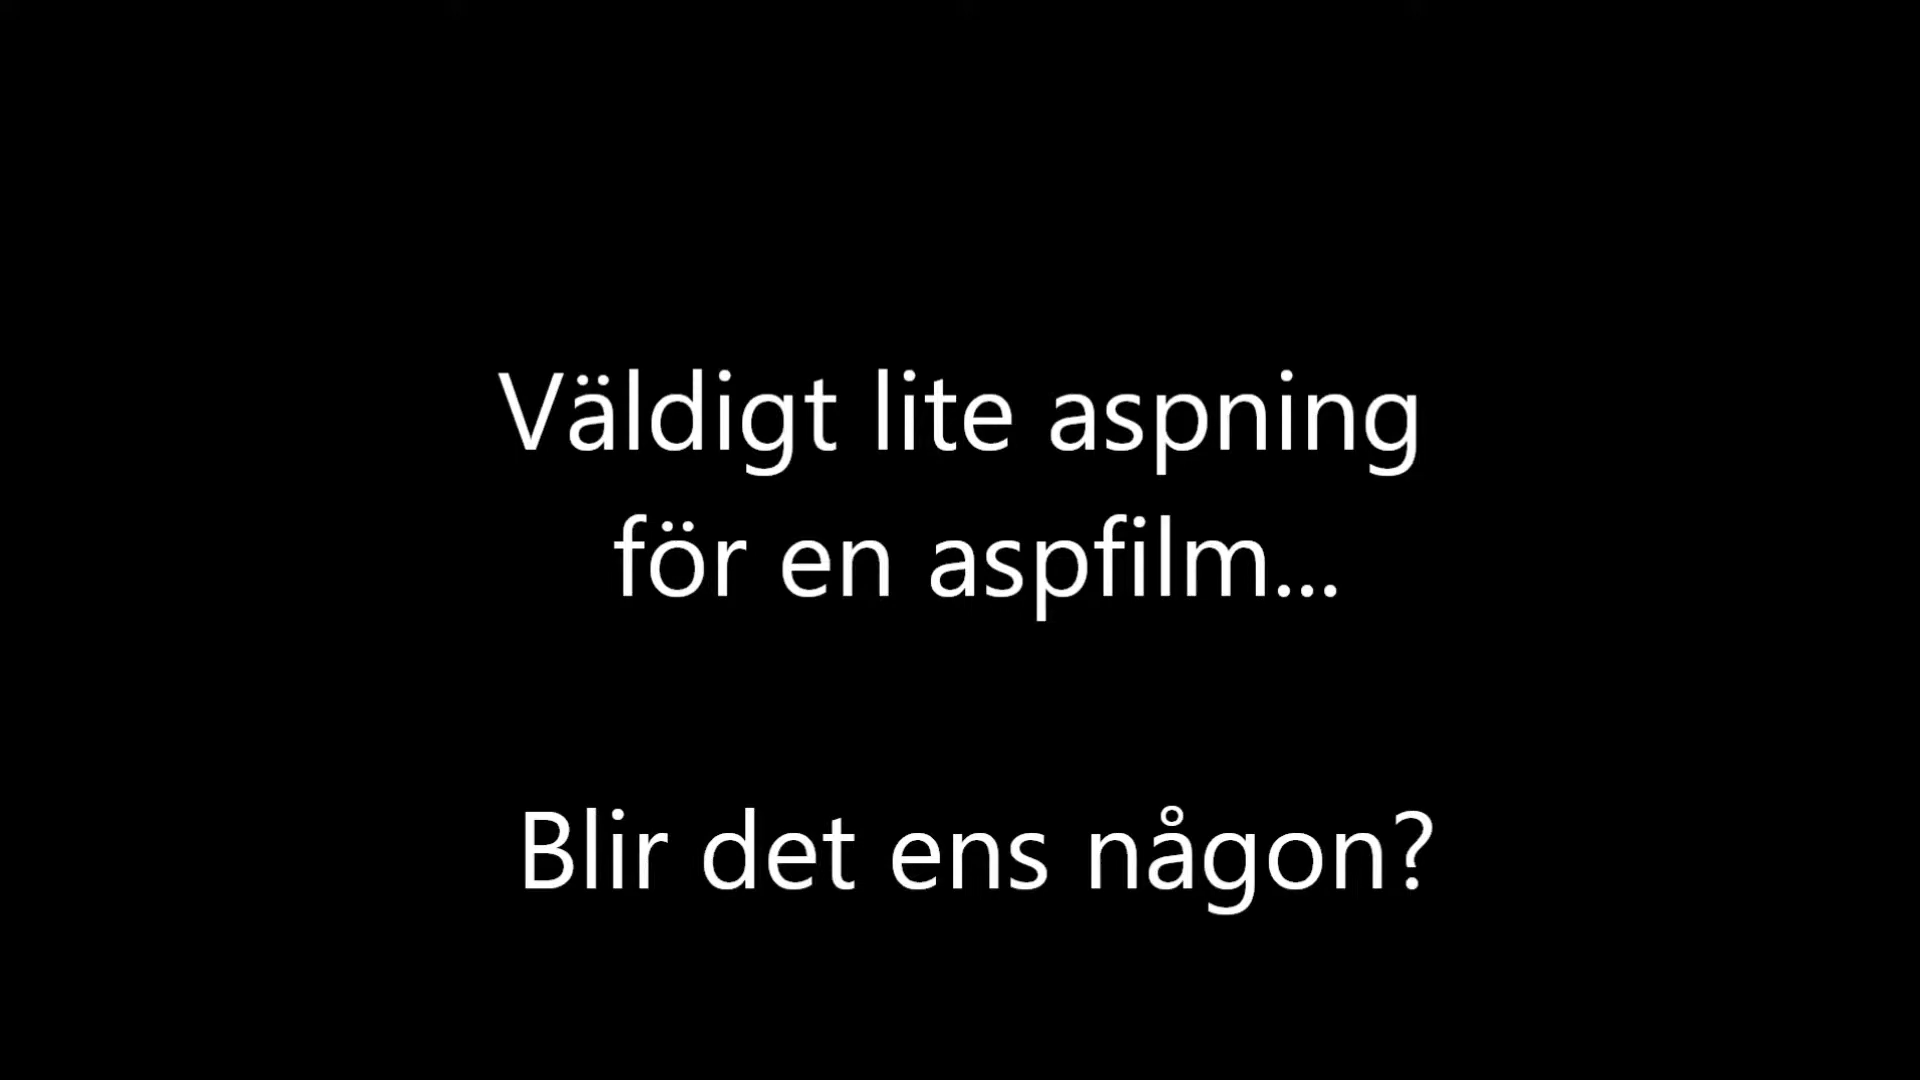 Väldigt lite aspning
för en aspfilm...
Blir det ens någon?